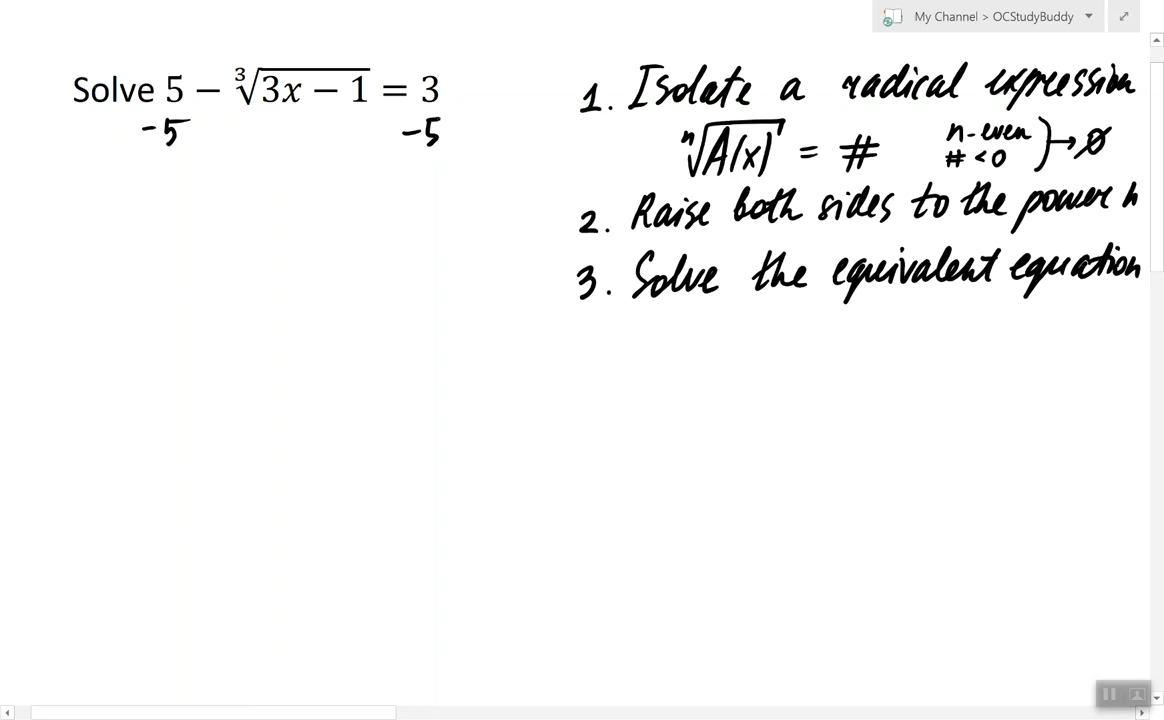 My Channel > OCStudyBuddy
Solve 5 − ∛(3x − 1) = 3
-5 -5
1. Isolate a radical expression
ⁿ√A(x) = # n-even # < 0 } → ∅
2. Raise both sides to the power n
3. Solve the equivalent equation